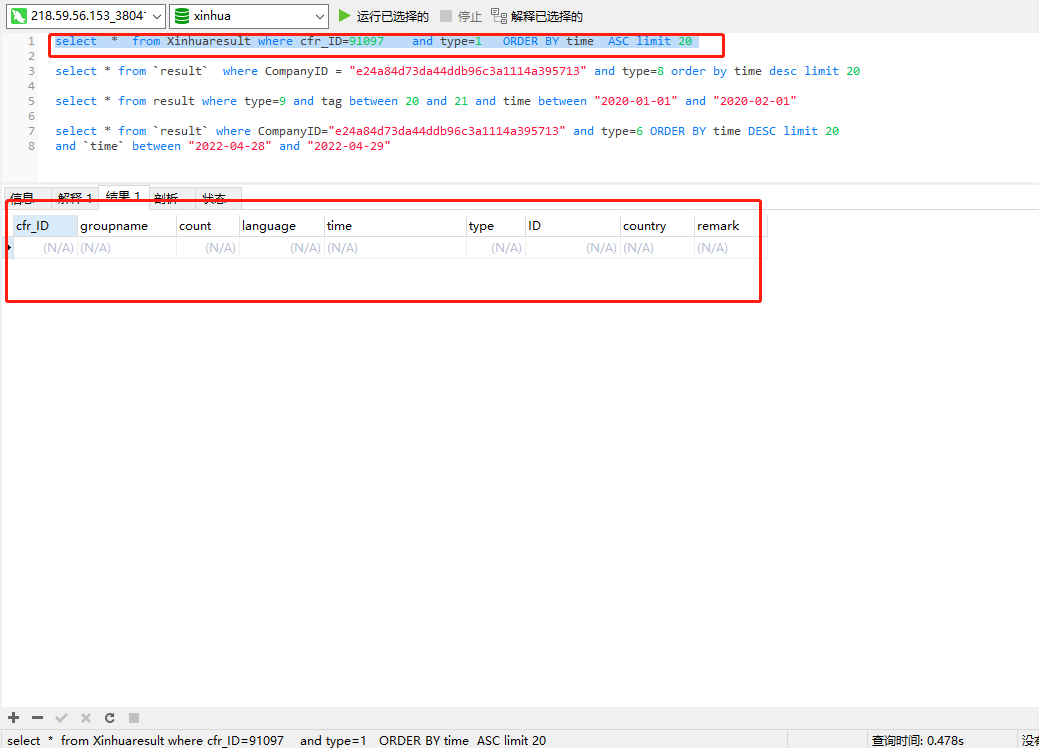 218.59.56.153_3804 xinhua 运行已选择的 停止 解释已选择的
1 select * from Xinhuaresult where cfr_ID=91097 and type=1 ORDER BY time ASC limit 20
2
3 select * from `result` where CompanyID = "e24a84d73da44ddb96c3a1114a395713" and type=8 order by time desc limit 20
4
5 select * from result where type=9 and tag between 20 and 21 and time between "2020-01-01" and "2020-02-01"
6
7 select * from `result` where CompanyID="e24a84d73da44ddb96c3a1114a395713" and type=6 ORDER BY time DESC limit 20
8 and `time` between "2022-04-28" and "2022-04-29"
信息 解释 1 结果 1 剖析 状态
cfr_ID groupname count language time type ID country remark
(N/A) (N/A) (N/A) (N/A) (N/A) (N/A) (N/A) (N/A) (N/A)
select * from Xinhuaresult where cfr_ID=91097 and type=1 ORDER BY time ASC limit 20 查询时间: 0.478s 没有